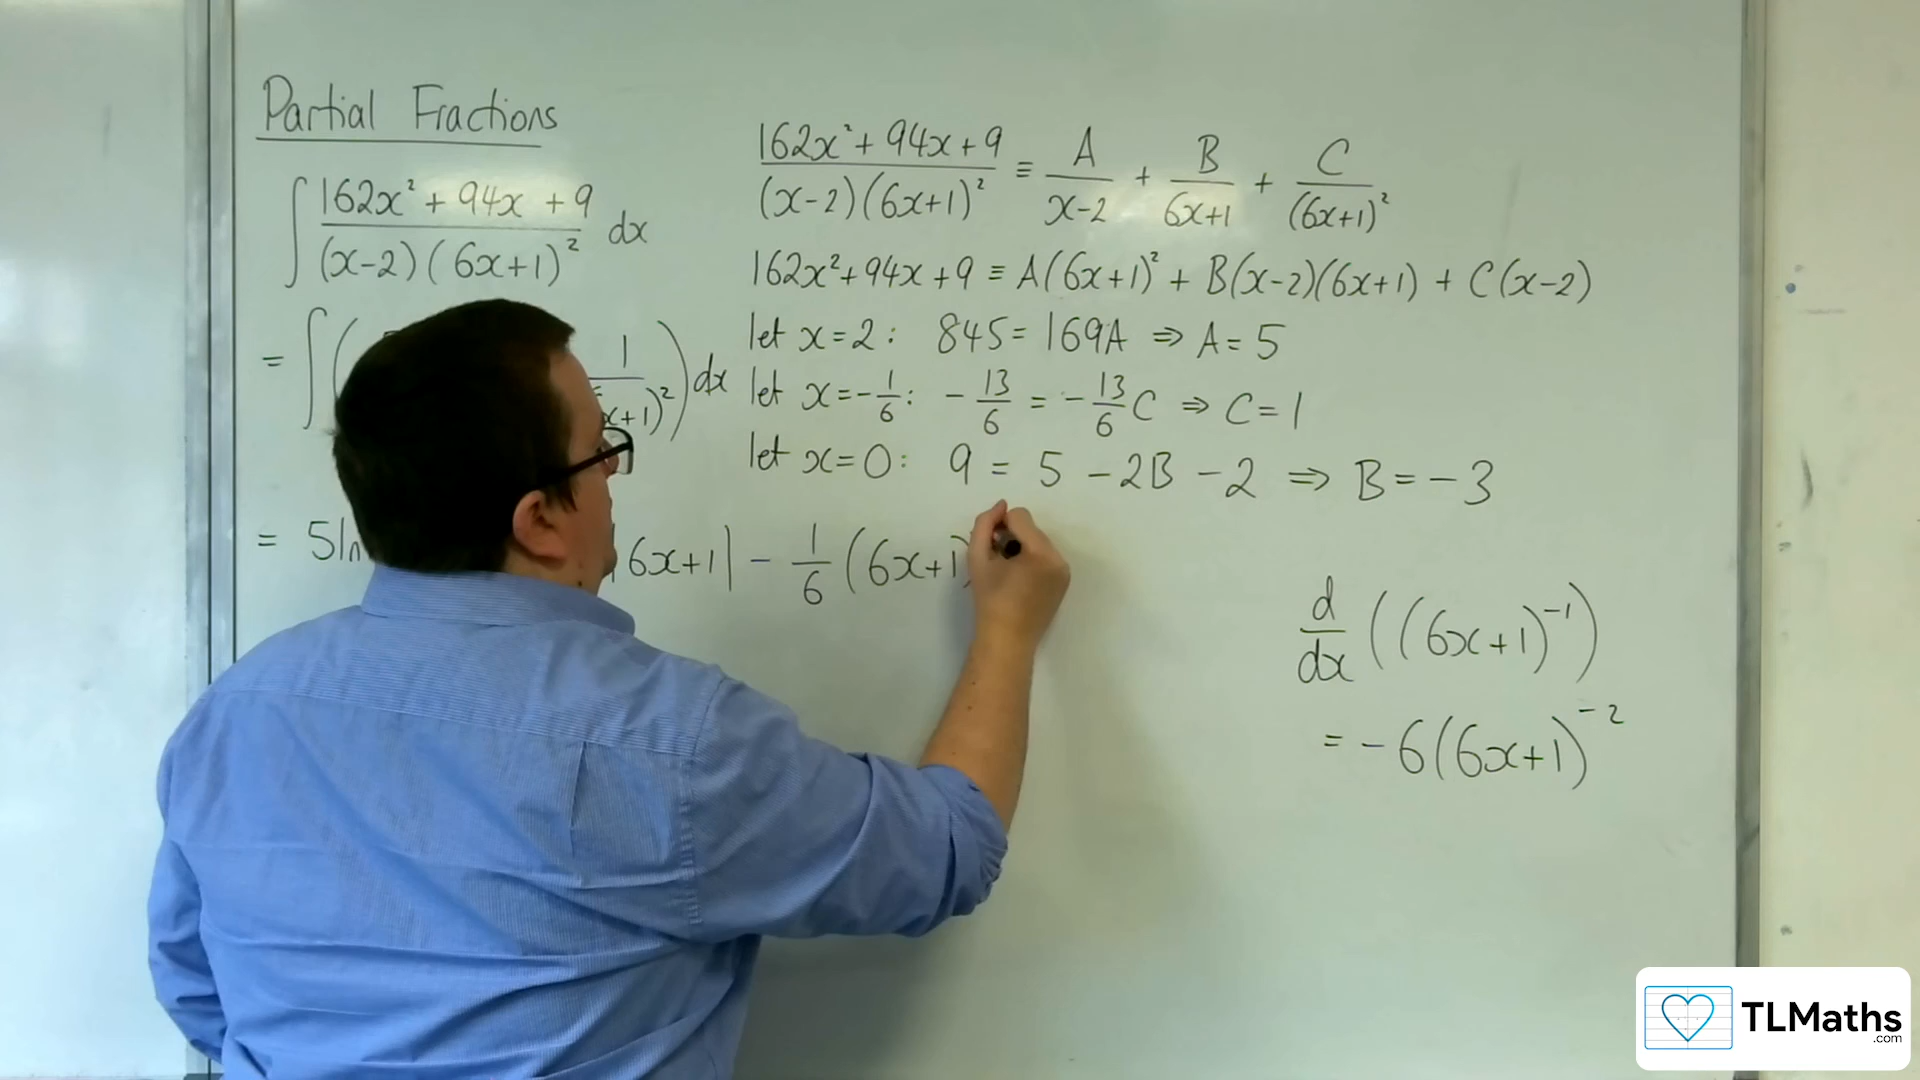 Partial Fractions
∫ (162x² + 94x + 9)/((x-2)(6x+1)²) dx
= ∫( 1/( x+1)²) dx
= 5ln 6x+1| - 1/6 (6x+1)
(162x² + 94x + 9)/((x-2)(6x+1)²) ≡ A/(x-2) + B/(6x+1) + C/(6x+1)²
162x² + 94x + 9 ≡ A(6x+1)² + B(x-2)(6x+1) + C(x-2)
let x=2: 845 = 169A ⇒ A = 5
let x=-1/6: -13/6 = -13/6 C ⇒ C = 1
let x=0: 9 = 5 - 2B - 2 ⇒ B = -3
d/dx ((6x+1)⁻¹)
= -6(6x+1)⁻²
TLMaths
.com